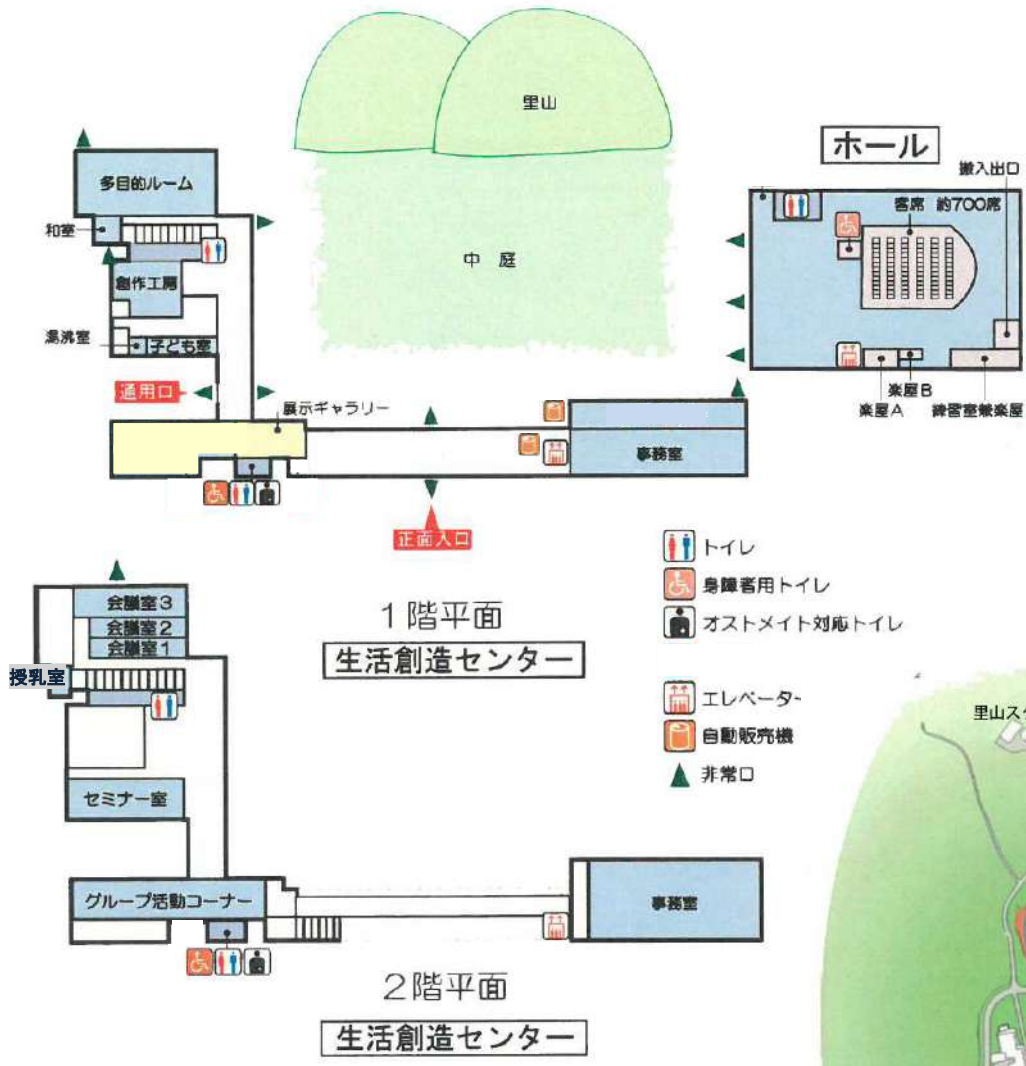 里山
ホール
搬入出口
多目的ルーム
客席 約700席
和室
中庭
創作工房
湯沸室
子ども室
通用口
展示ギャラリー
楽屋B
楽屋A
練習室兼楽屋
事務室
正面入口
トイレ
会議室3
1階平面
身障者用トイレ
会議室2
オストメイト対応トイレ
会議室1
生活創造センター
授乳室
エレベーター
里山ス
自動販売機
非常口
セミナー室
グループ活動コーナー
事務室
2階平面
生活創造センター